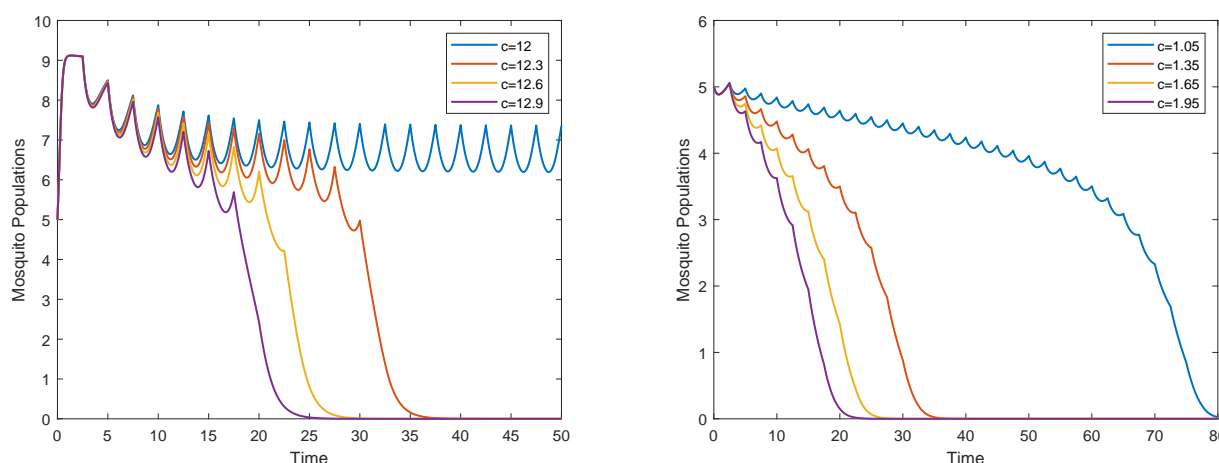 10
9
8
7
6
5
4
3
2
1
0
Mosquito Populations
0 5 10 15 20 25 30 35 40 45 50
Time
c=12
c=12.3
c=12.6
c=12.9
6
5
4
3
2
1
0
Mosquito Populations
0 10 20 30 40 50 60 70 80
Time
c=1.05
c=1.35
c=1.65
c=1.95